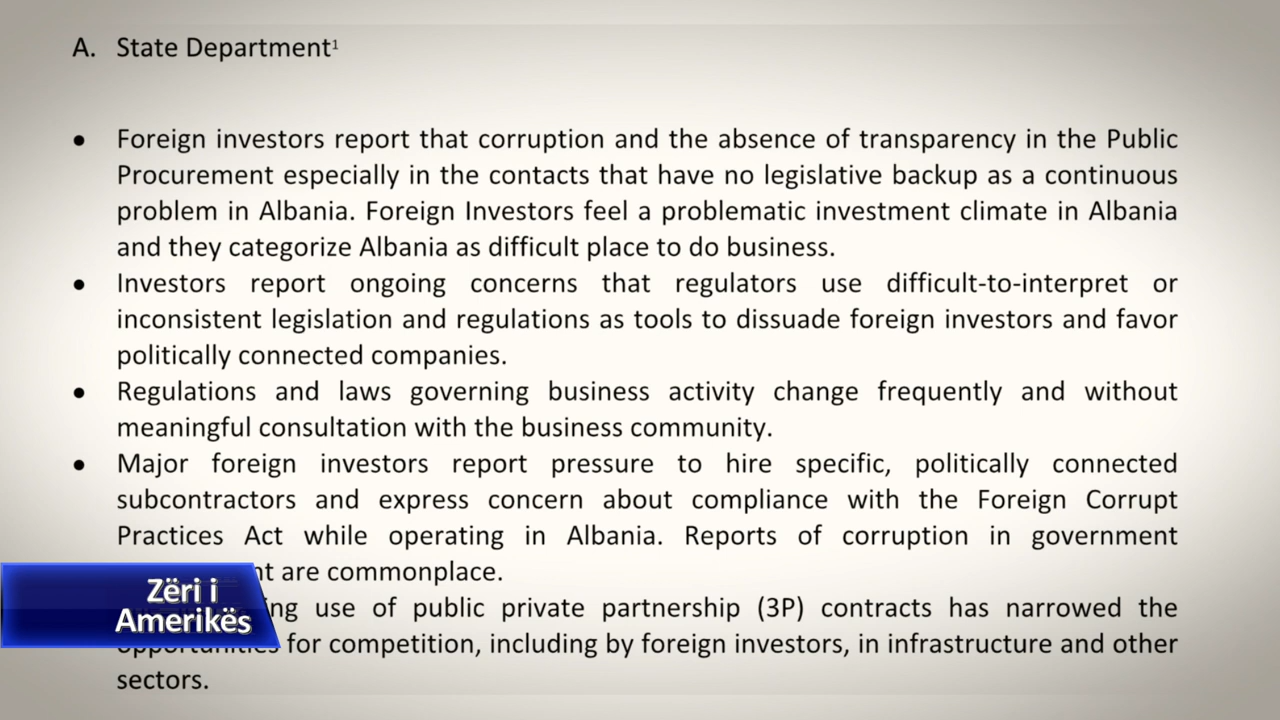 A. State Department¹
• Foreign investors report that corruption and the absence of transparency in the Public
Procurement especially in the contacts that have no legislative backup as a continuous
problem in Albania. Foreign Investors feel a problematic investment climate in Albania
and they categorize Albania as difficult place to do business.
• Investors report ongoing concerns that regulators use difficult-to-interpret or
inconsistent legislation and regulations as tools to dissuade foreign investors and favor
politically connected companies.
• Regulations and laws governing business activity change frequently and without
meaningful consultation with the business community.
• Major foreign investors report pressure to hire specific, politically connected
subcontractors and express concern about compliance with the Foreign Corrupt
Practices Act while operating in Albania. Reports of corruption in government
are commonplace.
use of public private partnership (3P) contracts has narrowed the
opportunities for competition, including by foreign investors, in infrastructure and other
sectors.
Zëri i
Amerikës